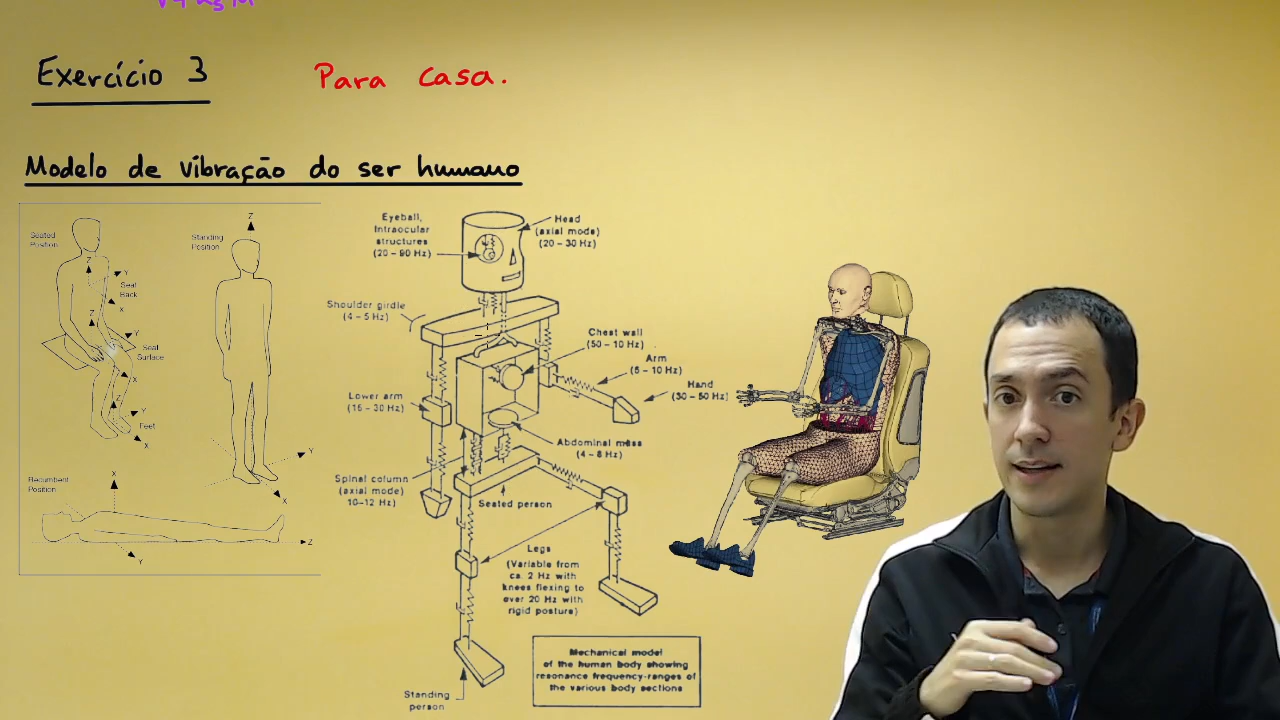 Exercício 3
Para casa.
Modelo de vibração do ser humano
Seated
Position
Z
Y
Seat
Back
X
Z
Y
Seat
Surface
X
Z
Y
Feet
X
Standing
Position
Z
Y
X
Recumbent
Position
X
Z
Y
Eyeball,
Intraocular
structures
(20 – 90 Hz)
Head
(axial mode)
(20 – 30 Hz)
Shoulder girdle
(4 – 5 Hz)
Chest wall
(50 – 10 Hz)
Arm
(5 – 10 Hz)
Hand
(30 – 50 Hz)
Lower arm
(16 – 30 Hz)
Abdominal mass
(4 – 8 Hz)
Spinal column
(axial mode)
10–12 Hz)
Seated person
Legs
(Variable from
ca. 2 Hz with
knees flexing to
over 20 Hz with
rigid posture)
Mechanical model
of the human body showing
resonance frequency-ranges of
the various body sections
Standing
person